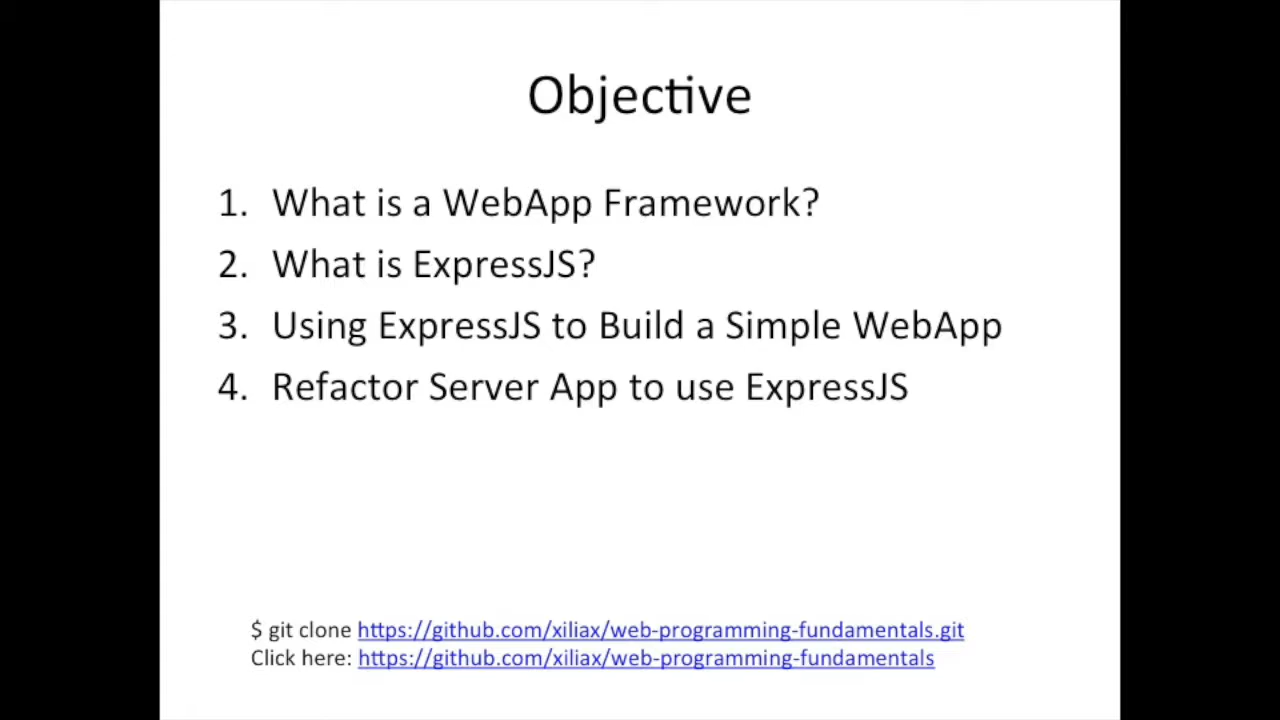 Objective
1. What is a WebApp Framework?
2. What is ExpressJS?
3. Using ExpressJS to Build a Simple WebApp
4. Refactor Server App to use ExpressJS
$ git clone https://github.com/xiliax/web-programming-fundamentals.git
Click here: https://github.com/xiliax/web-programming-fundamentals